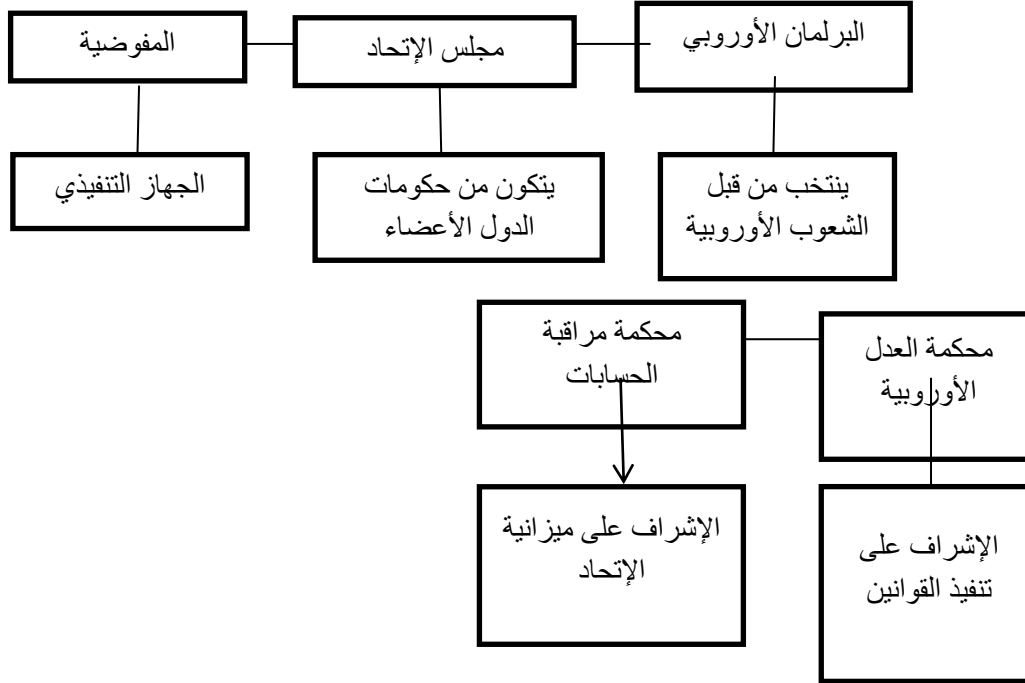 البرلمان الأوروبي
مجلس الإتحاد
المفوضية
ينتخب من قبل
الشعوب الأوروبية
يتكون من حكومات
الدول الأعضاء
الجهاز التنفيذي
محكمة العدل
الأوروبية
محكمة مراقبة
الحسابات
الإشراف على
تنفيذ القوانين
الإشراف على ميزانية
الإتحاد